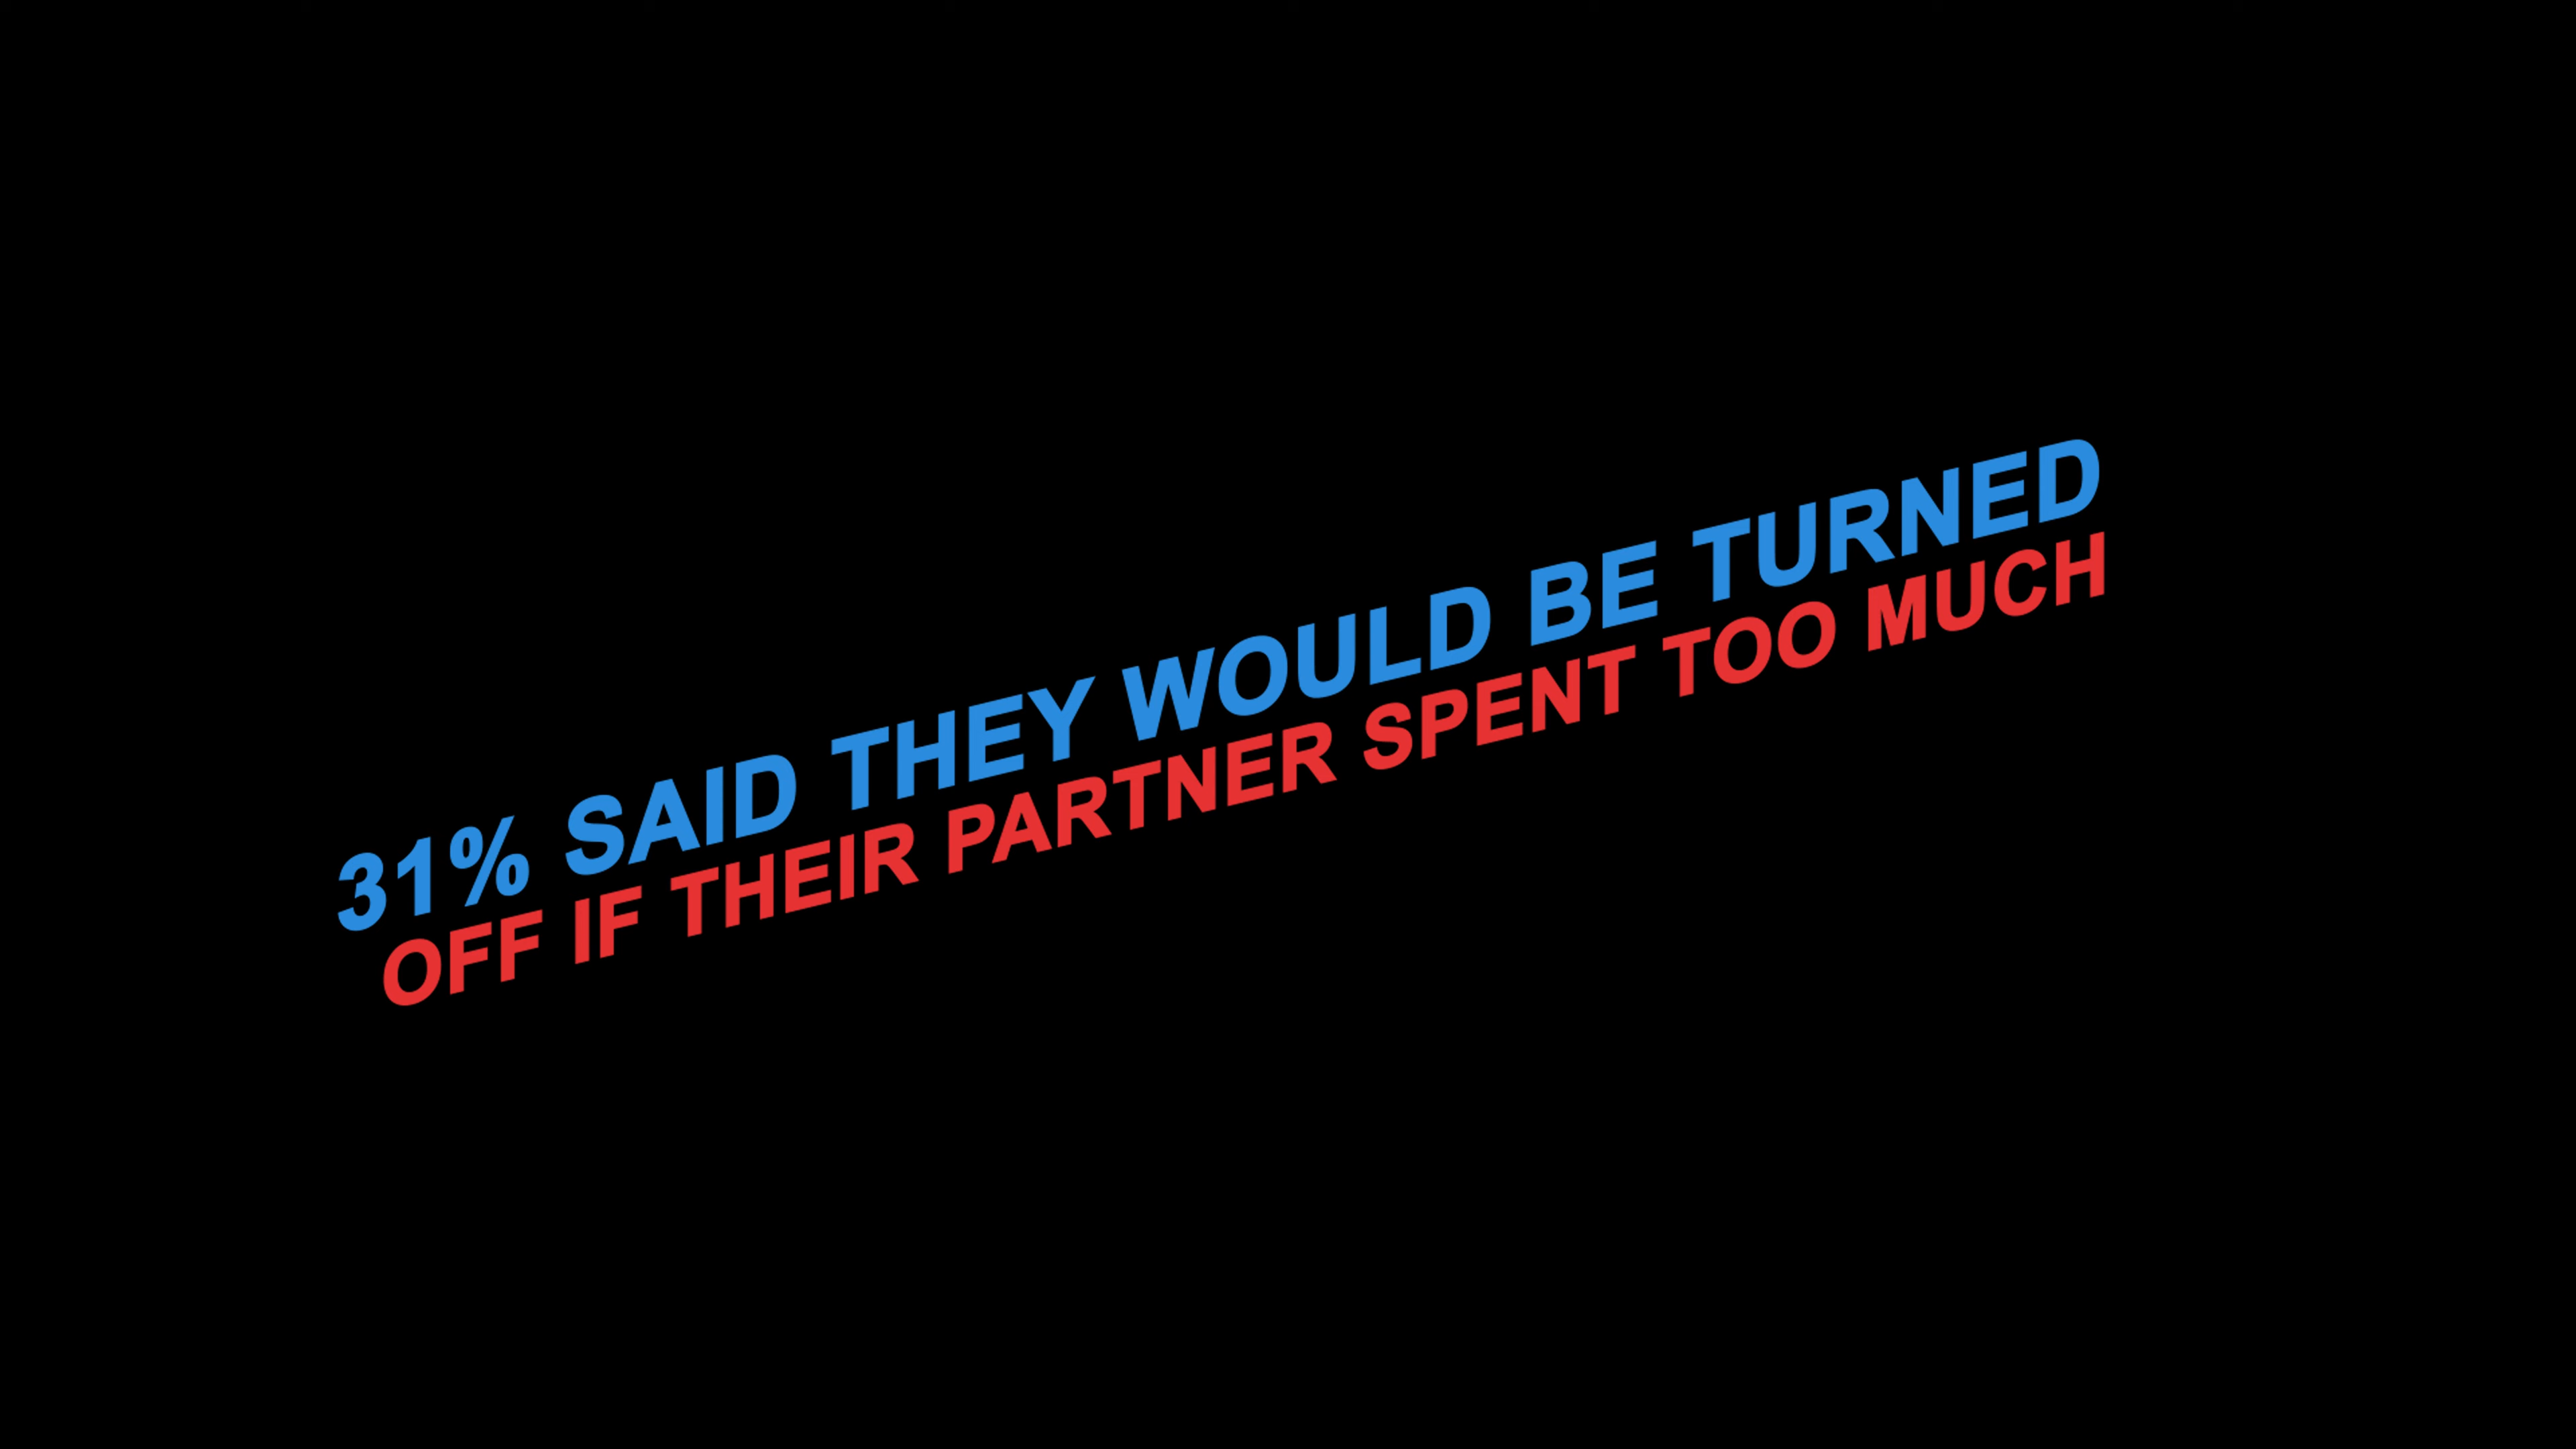 31% SAID THEY WOULD BE TURNED
OFF IF THEIR PARTNER SPENT TOO MUCH